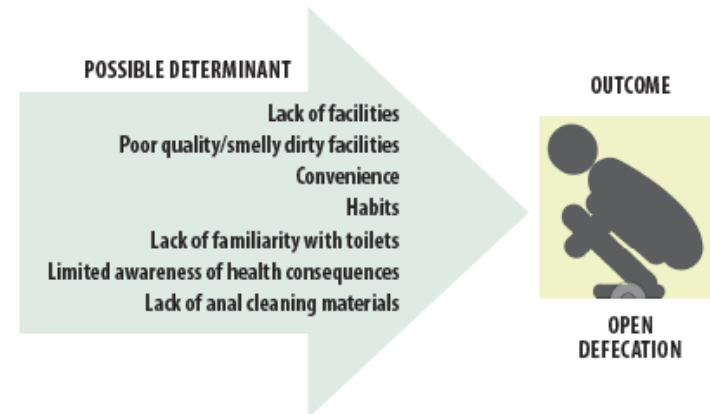 POSSIBLE DETERMINANT
Lack of facilities
Poor quality/smelly dirty facilities
Convenience
Habits
Lack of familiarity with toilets
Limited awareness of health consequences
Lack of anal cleaning materials
OUTCOME
OPEN
DEFECATION